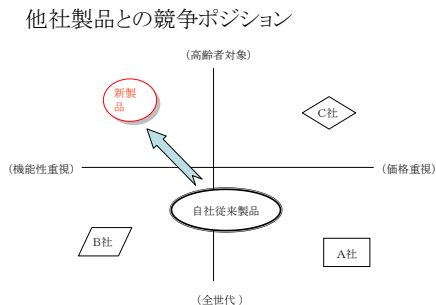 他社製品との競争ポジション
（高齢者対象）
新製
品
C社
（機能性重視）
（価格重視）
自社従来製品
B社
A社
（全世代 ）